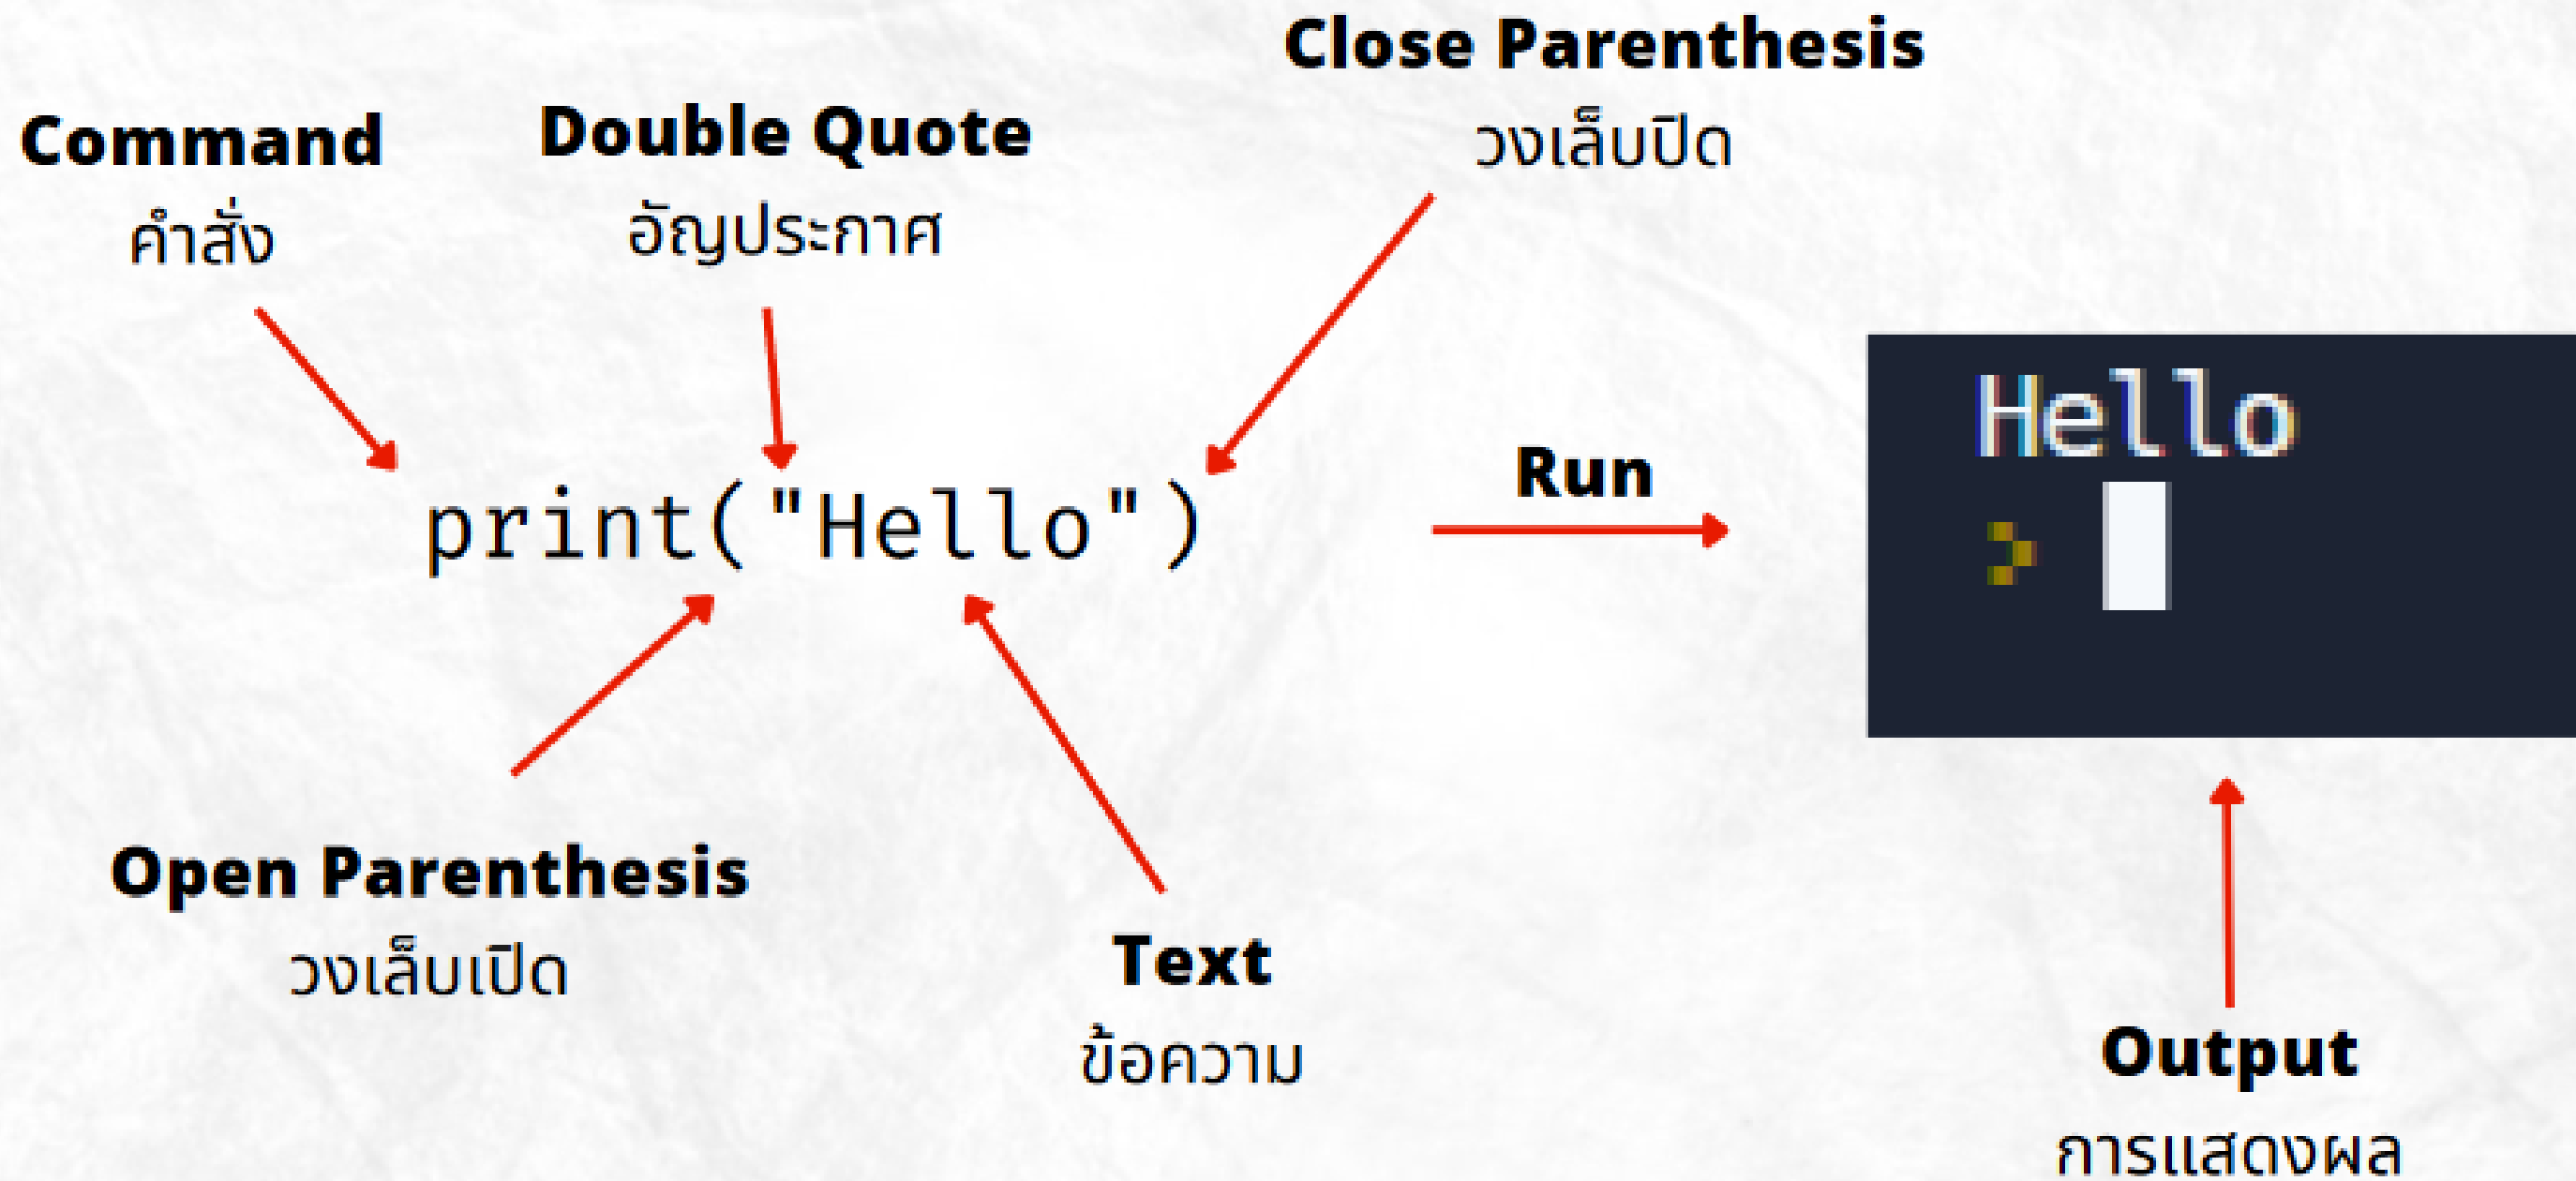 Close Parenthesis
วงเล็บปิด
Command
คำสั่ง
Double Quote
อัญประกาศ
print("Hello")
Run
Hello
>
Open Parenthesis
วงเล็บเปิด
Text
ข้อความ
Output
การแสดงผล